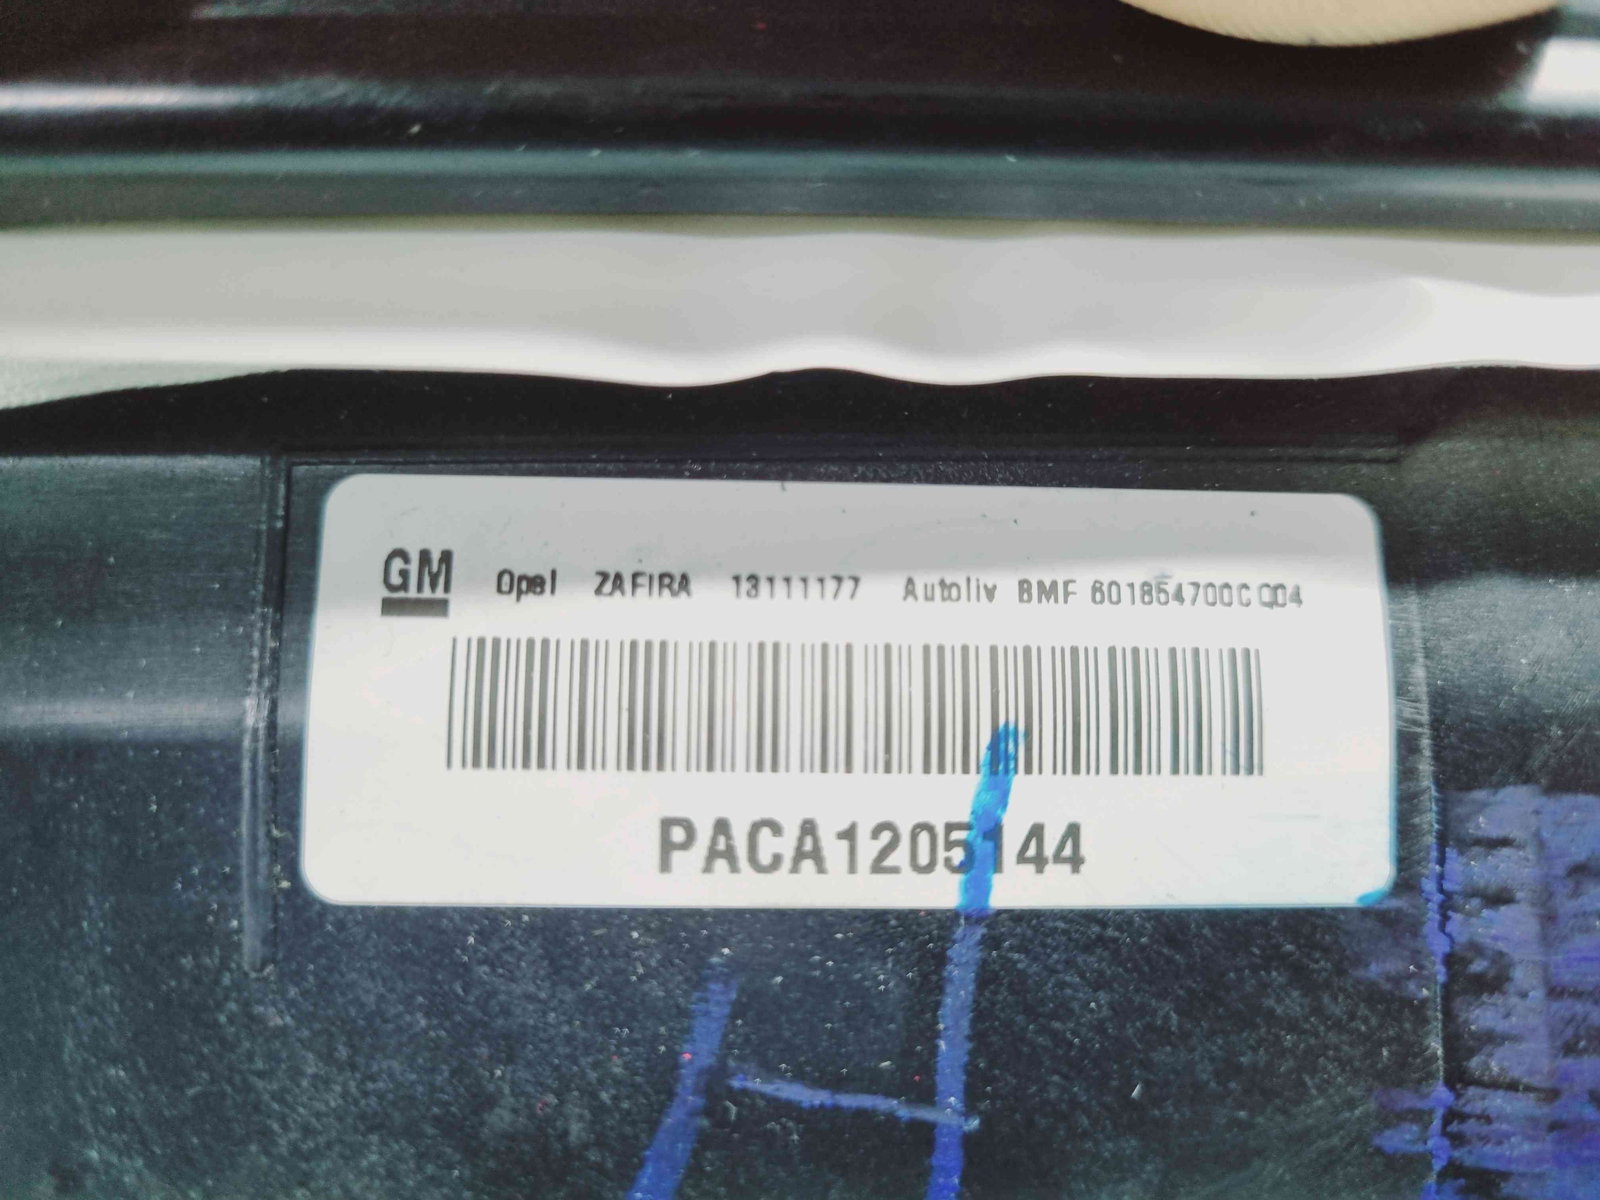 GM Opel ZAFIRA 13111177 Autoliv BMF 601854700C Q04
PACA1205144